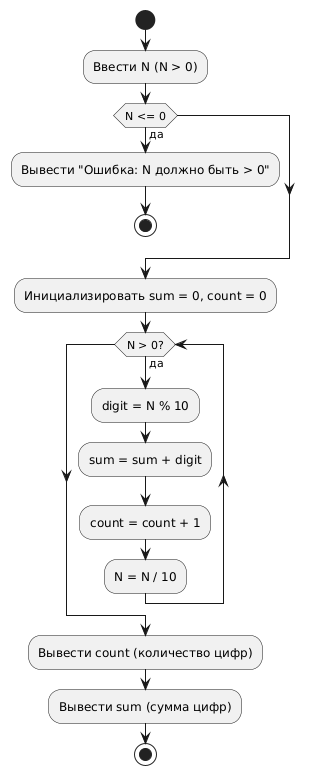 Ввести N (N > 0)
N <= 0
да
Вывести "Ошибка: N должно быть > 0"
Инициализировать sum = 0, count = 0
N > 0?
да
digit = N % 10
sum = sum + digit
count = count + 1
N = N / 10
Вывести count (количество цифр)
Вывести sum (сумма цифр)